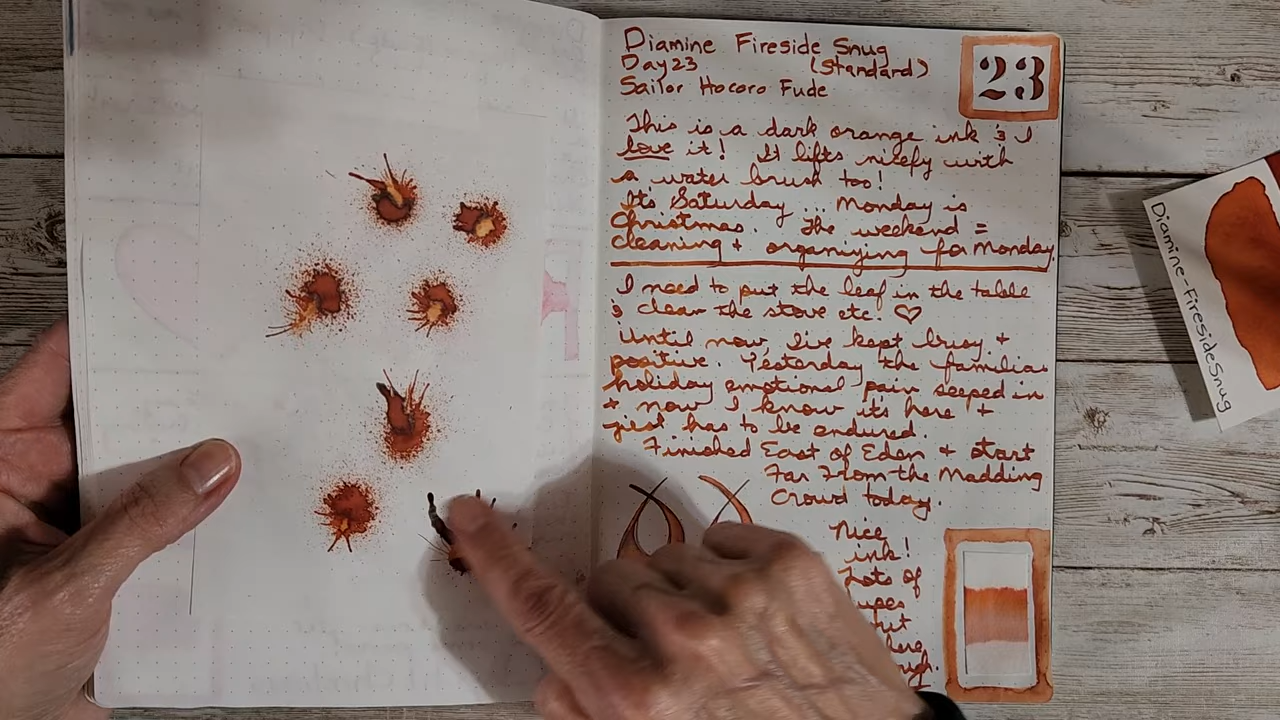 Diamine Fireside Snug
Day 23 (Standard)
Sailor Hocoro Fude
23
This is a dark orange ink & I
love it! It lifts nicely with
a water brush too!
It's Saturday... Monday is
Christmas. The weekend =
cleaning + organizing for Monday.
I need to put the leaf in the table
& clean the stove etc. ♡
Until now I've kept busy +
positive. Yesterday the familiar
holiday emotional pain seeped in
+ now I know its here +
just has to be endured.
Finished East of Eden + start
Far From the Madding
Crowd today.
Nice
ink!
Lots of
Diamine-Fireside Snug